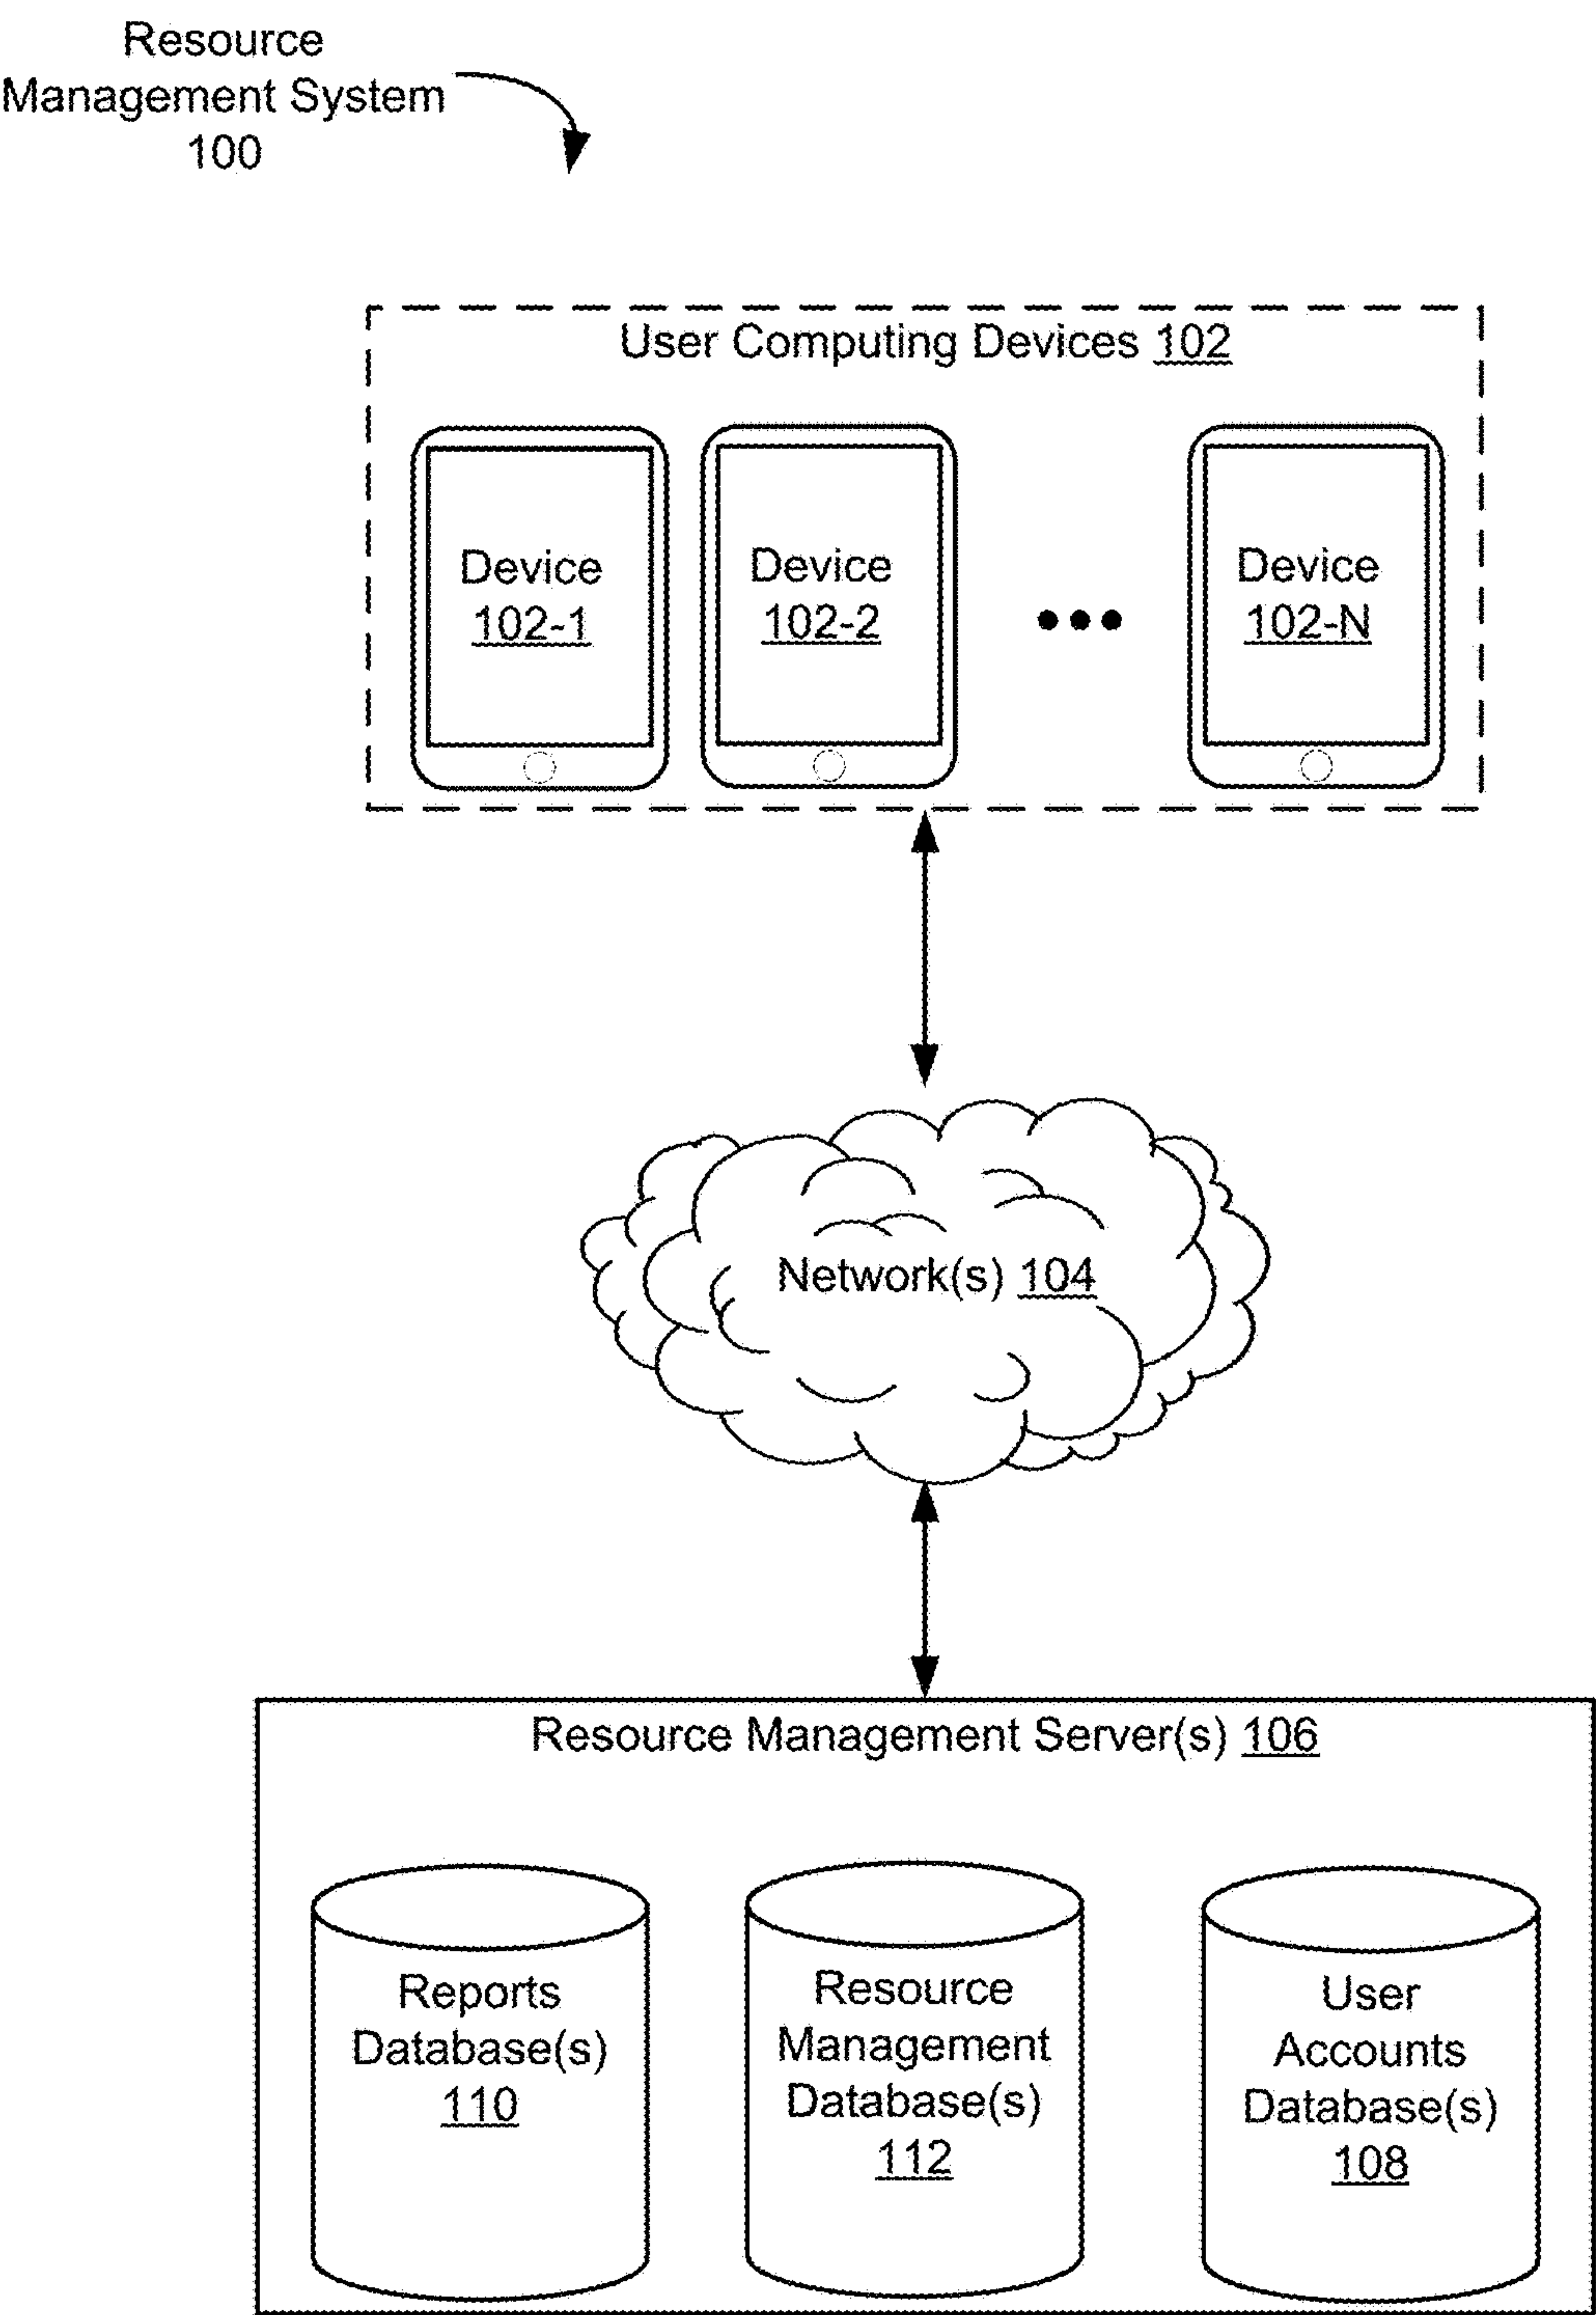 Resource
Management System
100
User Computing Devices 102
Device
102-1
Device
102-2
Device
102-N
Network(s) 104
Resource Management Server(s) 106
Reports
Database(s)
110
Resource
Management
Database(s)
112
User
Accounts
Database(s)
108